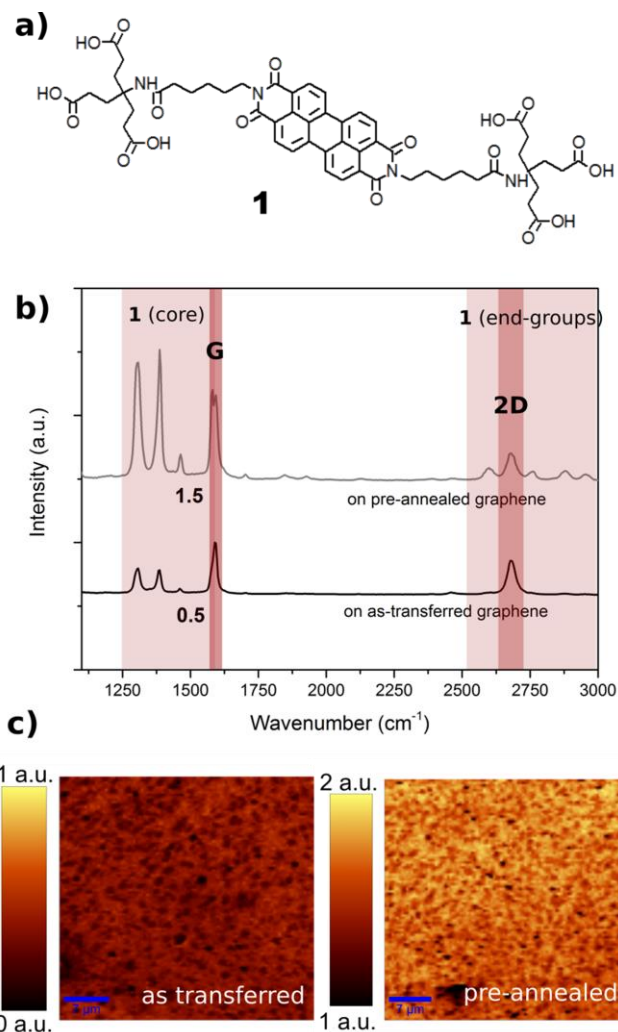 a)
HO
O
O
HO
NH
O
OH
O
O
N
O
O
O
N
O
O
NH
HO
O
O
OH
O
OH
1
b)
1 (core)
G
1 (end-groups)
2D
Intensity (a.u.)
1.5
on pre-annealed graphene
0.5
on as-transferred graphene
1250 1500 1750 2000 2250 2500 2750 3000
Wavenumber (cm⁻¹)
c)
1 a.u.
2 a.u.
as transferred
7 µm
pre-annealed
0 a.u.
1 a.u.